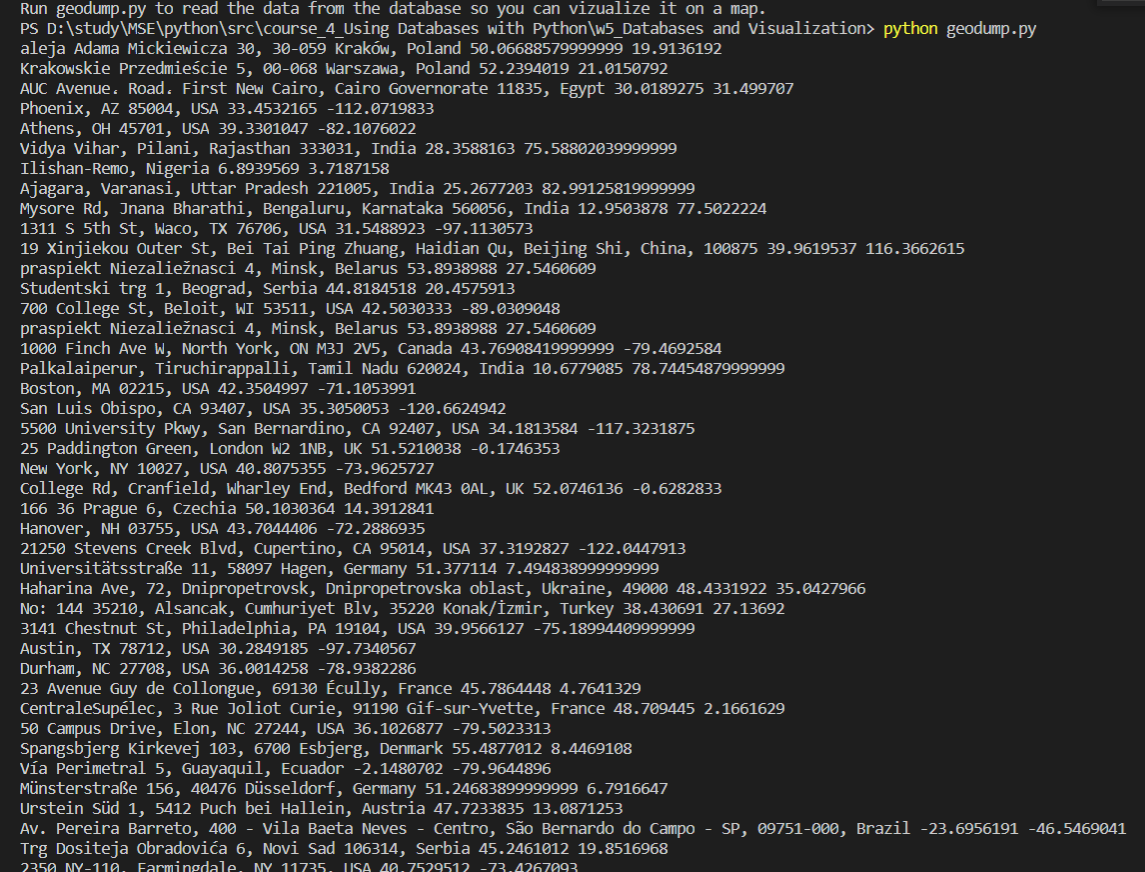 Run geodump.py to read the data from the database so you can vizualize it on a map.
PS D:\study\MSE\python\src\course_4_Using Databases with Python\w5_Databases and Visualization> python geodump.py
aleja Adama Mickiewicza 30, 30-059 Kraków, Poland 50.06688579999999 19.9136192
Krakowskie Przedmieście 5, 00-068 Warszawa, Poland 52.2394019 21.0150792
AUC Avenue، Road، First New Cairo, Cairo Governorate 11835, Egypt 30.0189275 31.499707
Phoenix, AZ 85004, USA 33.4532165 -112.0719833
Athens, OH 45701, USA 39.3301047 -82.1076022
Vidya Vihar, Pilani, Rajasthan 333031, India 28.3588163 75.58802039999999
Ilishan-Remo, Nigeria 6.8939569 3.7187158
Ajagara, Varanasi, Uttar Pradesh 221005, India 25.2677203 82.99125819999999
Mysore Rd, Jnana Bharathi, Bengaluru, Karnataka 560056, India 12.9503878 77.5022224
1311 S 5th St, Waco, TX 76706, USA 31.5488923 -97.1130573
19 Xinjiekou Outer St, Bei Tai Ping Zhuang, Haidian Qu, Beijing Shi, China, 100875 39.9619537 116.3662615
praspiekt Niezaliežnasci 4, Minsk, Belarus 53.8938988 27.5460609
Studentski trg 1, Beograd, Serbia 44.8184518 20.4575913
700 College St, Beloit, WI 53511, USA 42.5030333 -89.0309048
praspiekt Niezaliežnasci 4, Minsk, Belarus 53.8938988 27.5460609
1000 Finch Ave W, North York, ON M3J 2V5, Canada 43.76908419999999 -79.4692584
Palkalaiperur, Tiruchirappalli, Tamil Nadu 620024, India 10.6779085 78.74454879999999
Boston, MA 02215, USA 42.3504997 -71.1053991
San Luis Obispo, CA 93407, USA 35.3050053 -120.6624942
5500 University Pkwy, San Bernardino, CA 92407, USA 34.1813584 -117.3231875
25 Paddington Green, London W2 1NB, UK 51.5210038 -0.1746353
New York, NY 10027, USA 40.8075355 -73.9625727
College Rd, Cranfield, Wharley End, Bedford MK43 0AL, UK 52.0746136 -0.6282833
166 36 Prague 6, Czechia 50.1030364 14.3912841
Hanover, NH 03755, USA 43.7044406 -72.2886935
21250 Stevens Creek Blvd, Cupertino, CA 95014, USA 37.3192827 -122.0447913
Universitätsstraße 11, 58097 Hagen, Germany 51.377114 7.494838999999999
Haharina Ave, 72, Dnipropetrovsk, Dnipropetrovska oblast, Ukraine, 49000 48.4331922 35.0427966
No: 144 35210, Alsancak, Cumhuriyet Blv, 35220 Konak/İzmir, Turkey 38.430691 27.13692
3141 Chestnut St, Philadelphia, PA 19104, USA 39.9566127 -75.18994409999999
Austin, TX 78712, USA 30.2849185 -97.7340567
Durham, NC 27708, USA 36.0014258 -78.9382286
23 Avenue Guy de Collongue, 69130 Écully, France 45.7864448 4.7641329
CentraleSupélec, 3 Rue Joliot Curie, 91190 Gif-sur-Yvette, France 48.709445 2.1661629
50 Campus Drive, Elon, NC 27244, USA 36.1026877 -79.5023313
Spangsbjerg Kirkevej 103, 6700 Esbjerg, Denmark 55.4877012 8.4469108
Vía Perimetral 5, Guayaquil, Ecuador -2.1480702 -79.9644896
Münsterstraße 156, 40476 Düsseldorf, Germany 51.24683899999999 6.7916647
Urstein Süd 1, 5412 Puch bei Hallein, Austria 47.7233835 13.0871253
Av. Pereira Barreto, 400 - Vila Baeta Neves - Centro, São Bernardo do Campo - SP, 09751-000, Brazil -23.6956191 -46.5469041
Trg Dositeja Obradovića 6, Novi Sad 106314, Serbia 45.2461012 19.8516968
2350 NY-110, Farmingdale, NY 11735, USA 40.7529512 -73.4267093